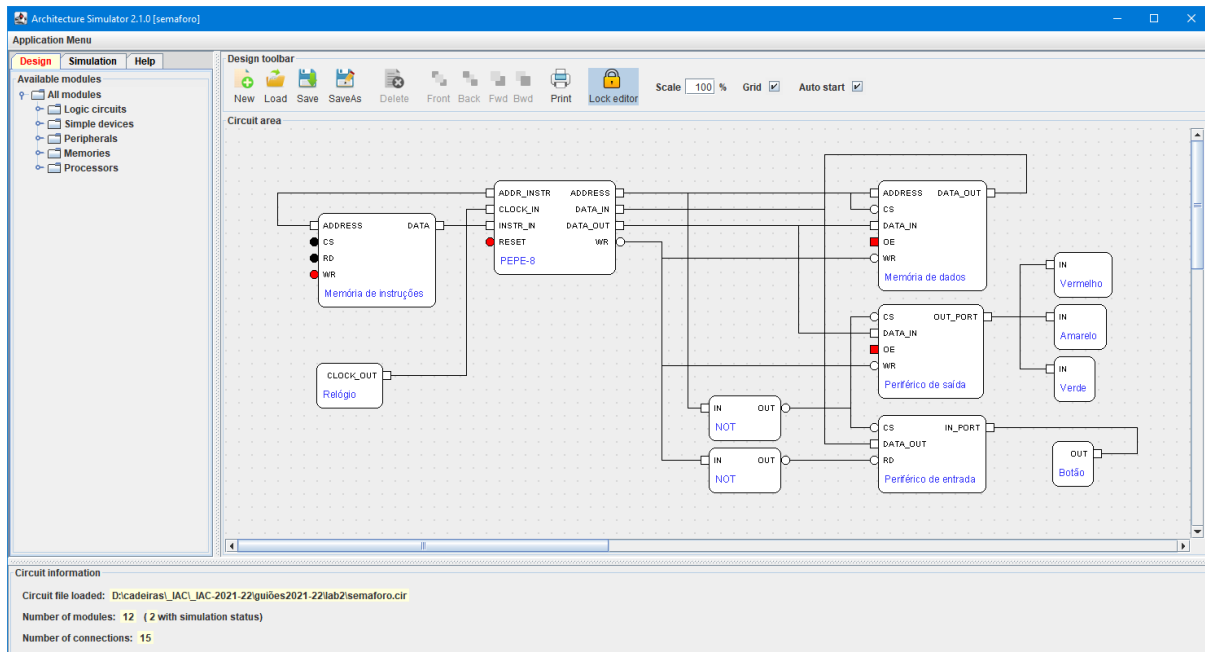 Architecture Simulator 2.1.0 [semaforo]
Application Menu
Design Simulation Help
Available modules
All modules
Logic circuits
Simple devices
Peripherals
Memories
Processors
Design toolbar
New Load Save SaveAs Delete Front Back Fwd Bwd Print Lock editor Scale 100 % Grid Auto start
Circuit area
ADDRESS DATA
CS
RD
WR
Memória de instruções
CLOCK_OUT
Relógio
ADDR_INSTR ADDRESS
CLOCK_IN DATA_IN
INSTR_IN DATA_OUT
RESET WR
PEPE-8
IN OUT
NOT
IN OUT
NOT
ADDRESS DATA_OUT
CS
DATA_IN
OE
WR
Memória de dados
CS OUT_PORT
DATA_IN
OE
WR
Periférico de saída
CS IN_PORT
DATA_OUT
RD
Periférico de entrada
IN
Vermelho
IN
Amarelo
IN
Verde
OUT
Botão
Circuit information
Circuit file loaded: D:\cadeiras\_IAC\_IAC-2021-22\guiões2021-22\lab2\semaforo.cir
Number of modules: 12 ( 2 with simulation status)
Number of connections: 15